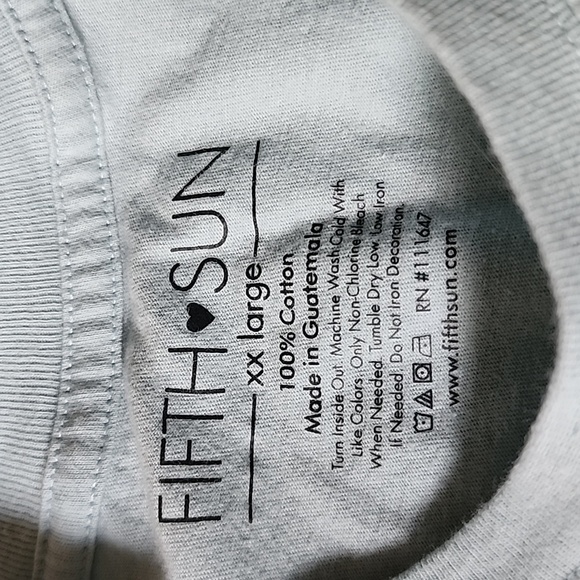 FIFTH♥SUN
xx large
100% Cotton
Made in Guatemala
Turn Inside Out Machine Wash Cold With
Like Colors Only Non-Chlorine Bleach
When Needed. Tumble Dry Low. Low Iron
If Needed. Do Not Iron Decoration.
RN #111647
www.fifthsun.com